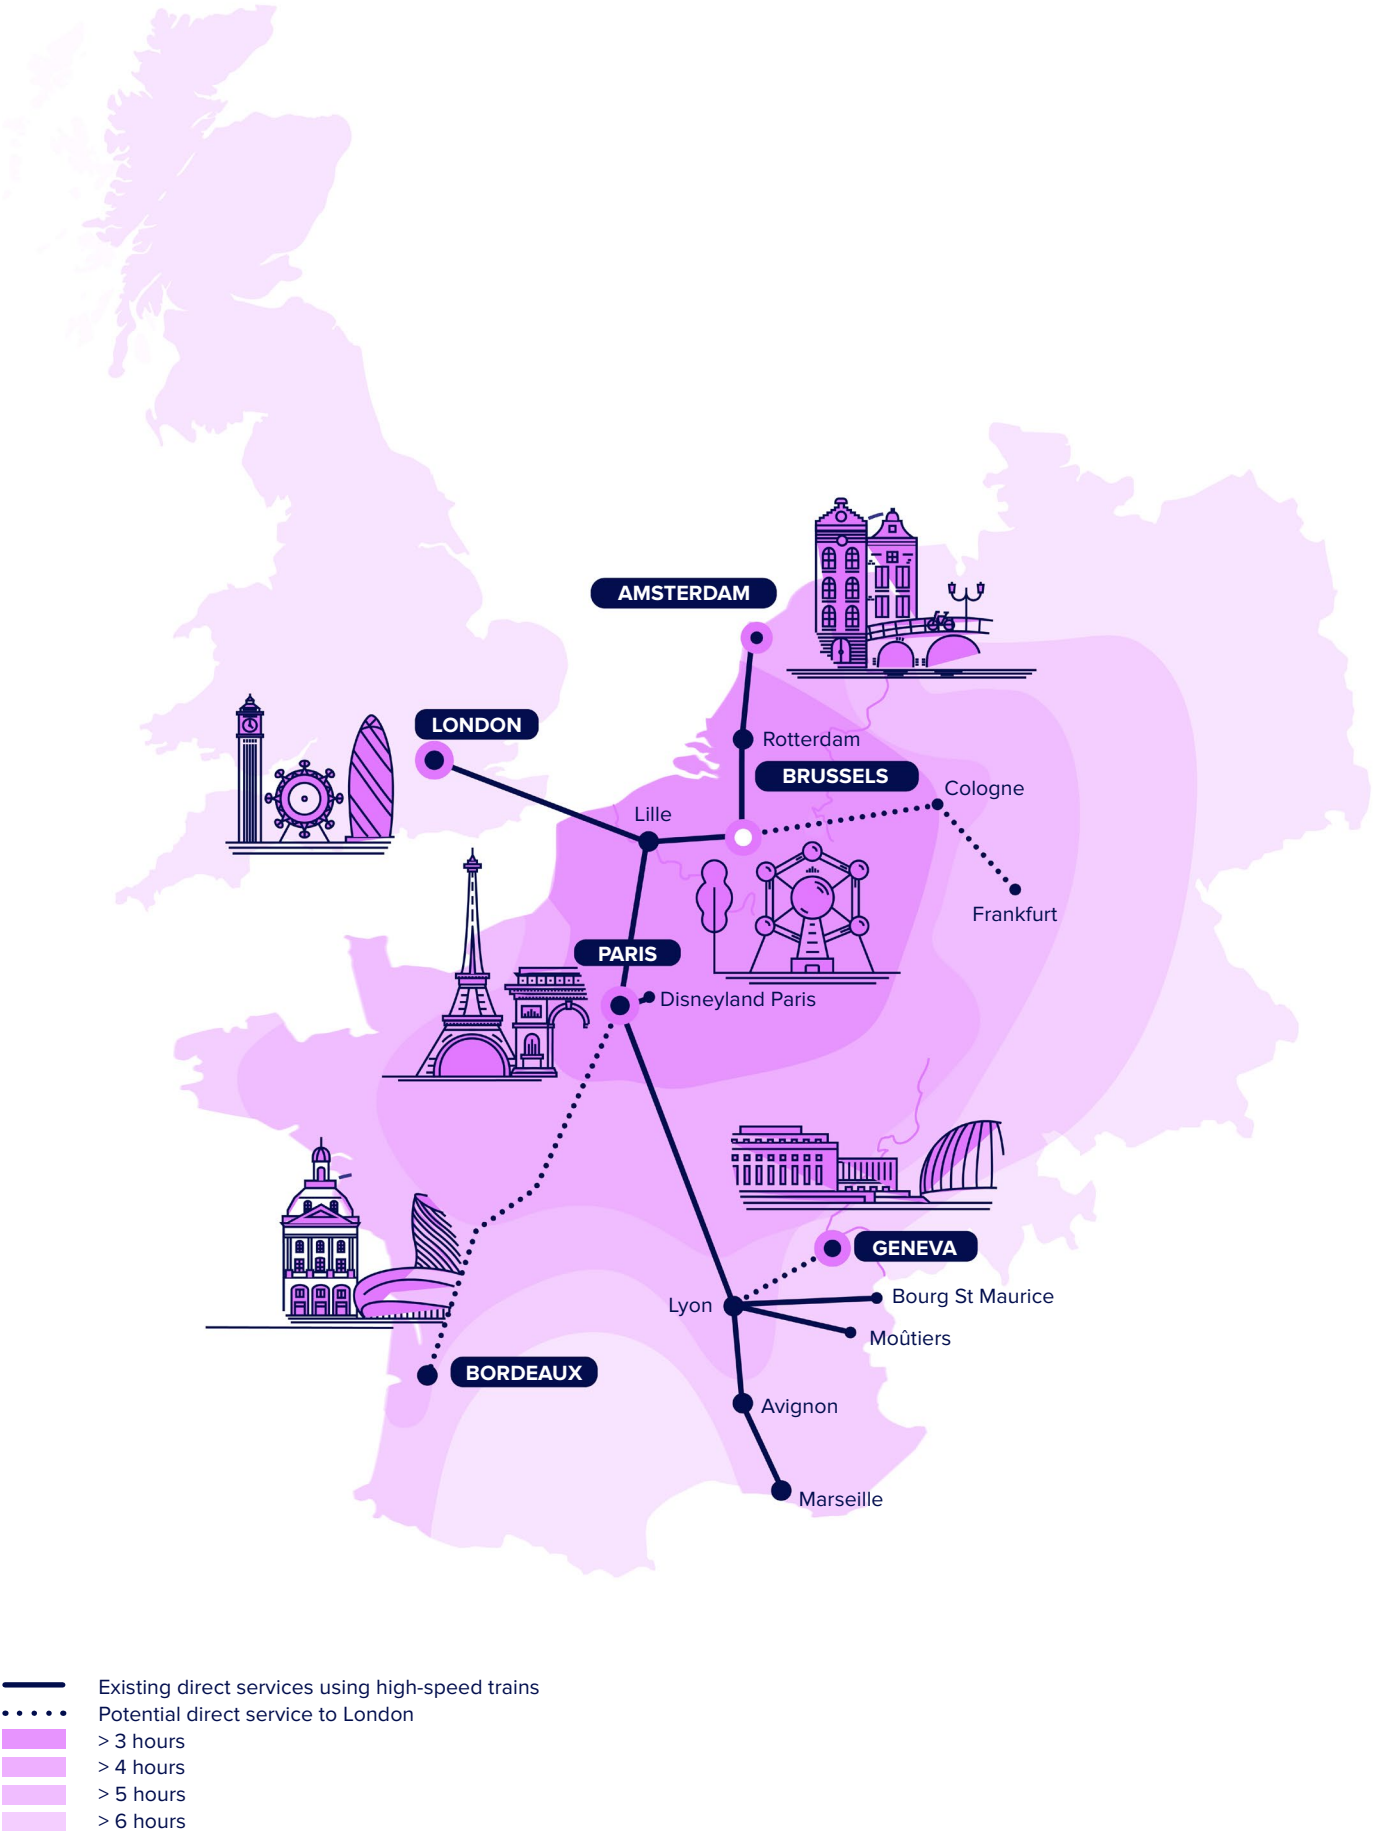 AMSTERDAM
LONDON
Rotterdam
BRUSSELS
Cologne
Lille
Frankfurt
PARIS
Disneyland Paris
GENEVA
Bourg St Maurice
Lyon
Moûtiers
BORDEAUX
Avignon
Marseille
Existing direct services using high-speed trains
Potential direct service to London
> 3 hours
> 4 hours
> 5 hours
> 6 hours